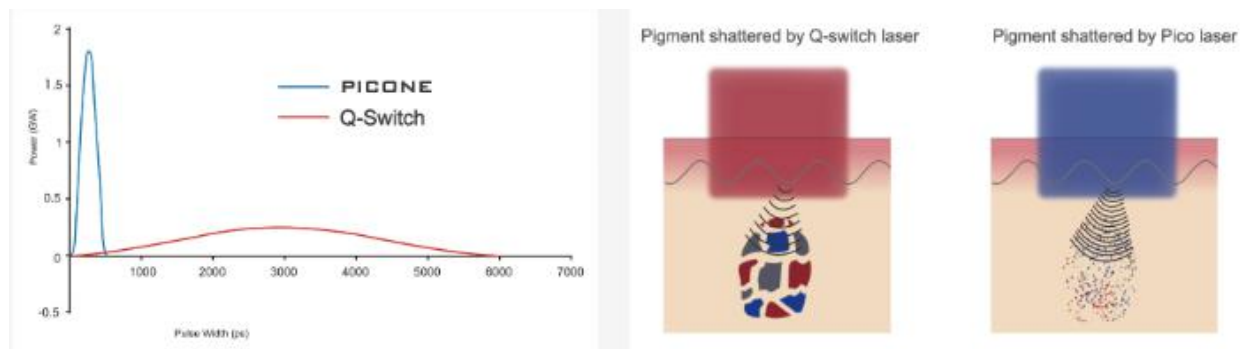 2
1.5
1
0.5
0
-0.5
Power (GW)
1000
2000
3000
4000
5000
6000
7000
Pulse Width (ps)
PICONE
Q-Switch
Pigment shattered by Q-switch laser
Pigment shattered by Pico laser